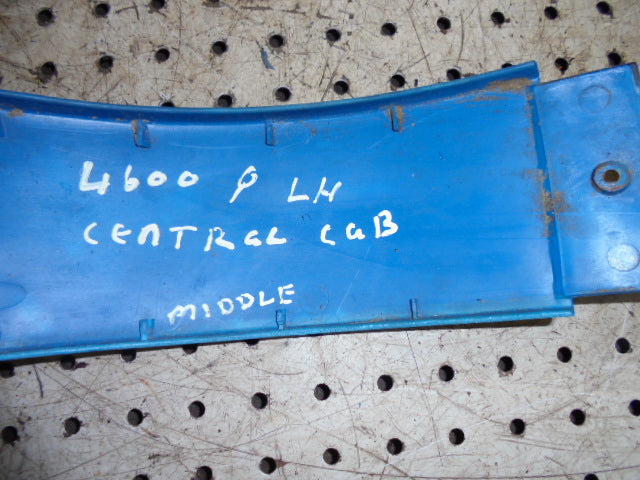 4600 φ LH
CENTRAL CAB
MIDDLE